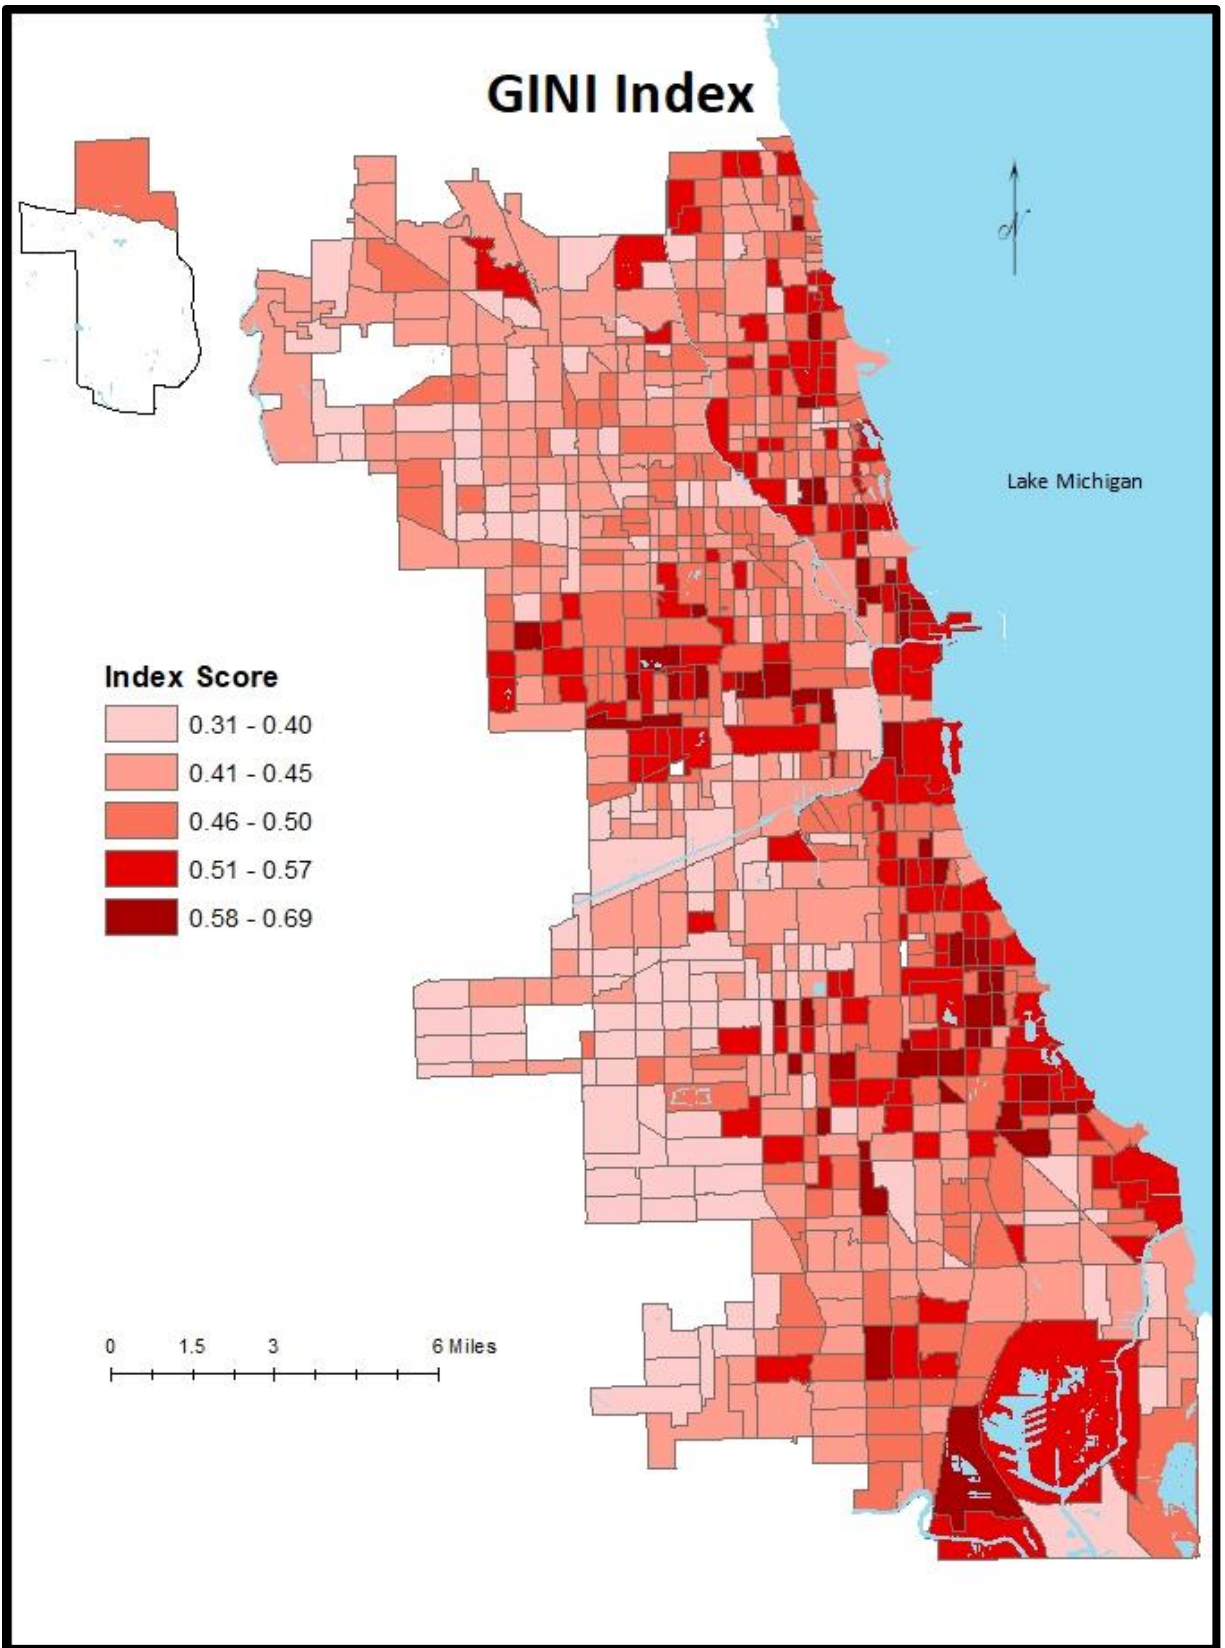 GINI Index
N
Lake Michigan
Index Score
0.31 - 0.40
0.41 - 0.45
0.46 - 0.50
0.51 - 0.57
0.58 - 0.69
0 1.5 3 6 Miles